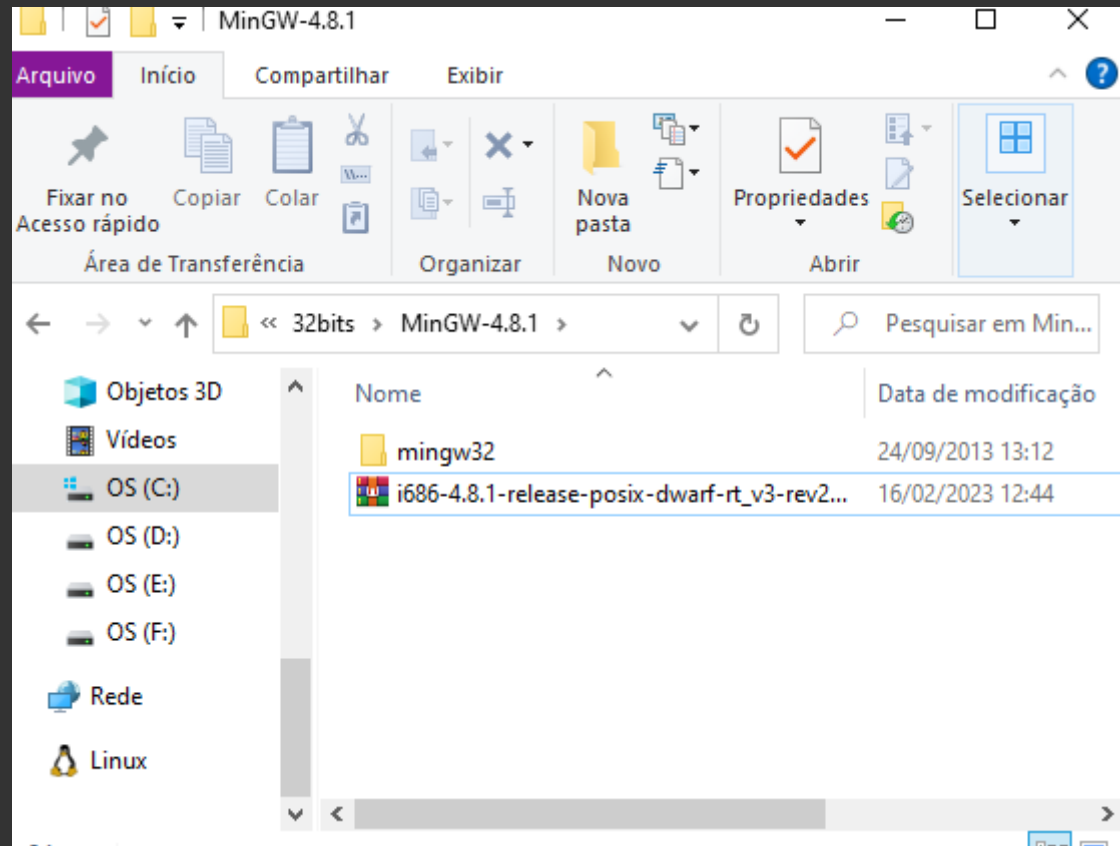 MinGW-4.8.1
Arquivo Início Compartilhar Exibir
Fixar no
Acesso rápido
Copiar
Colar
Nova
pasta
Propriedades
Selecionar
Área de Transferência Organizar Novo Abrir
« 32bits > MinGW-4.8.1 > Pesquisar em Min...
Objetos 3D
Vídeos
OS (C:)
OS (D:)
OS (E:)
OS (F:)
Rede
Linux
Nome Data de modificação
mingw32 24/09/2013 13:12
i686-4.8.1-release-posix-dwarf-rt_v3-rev2... 16/02/2023 12:44